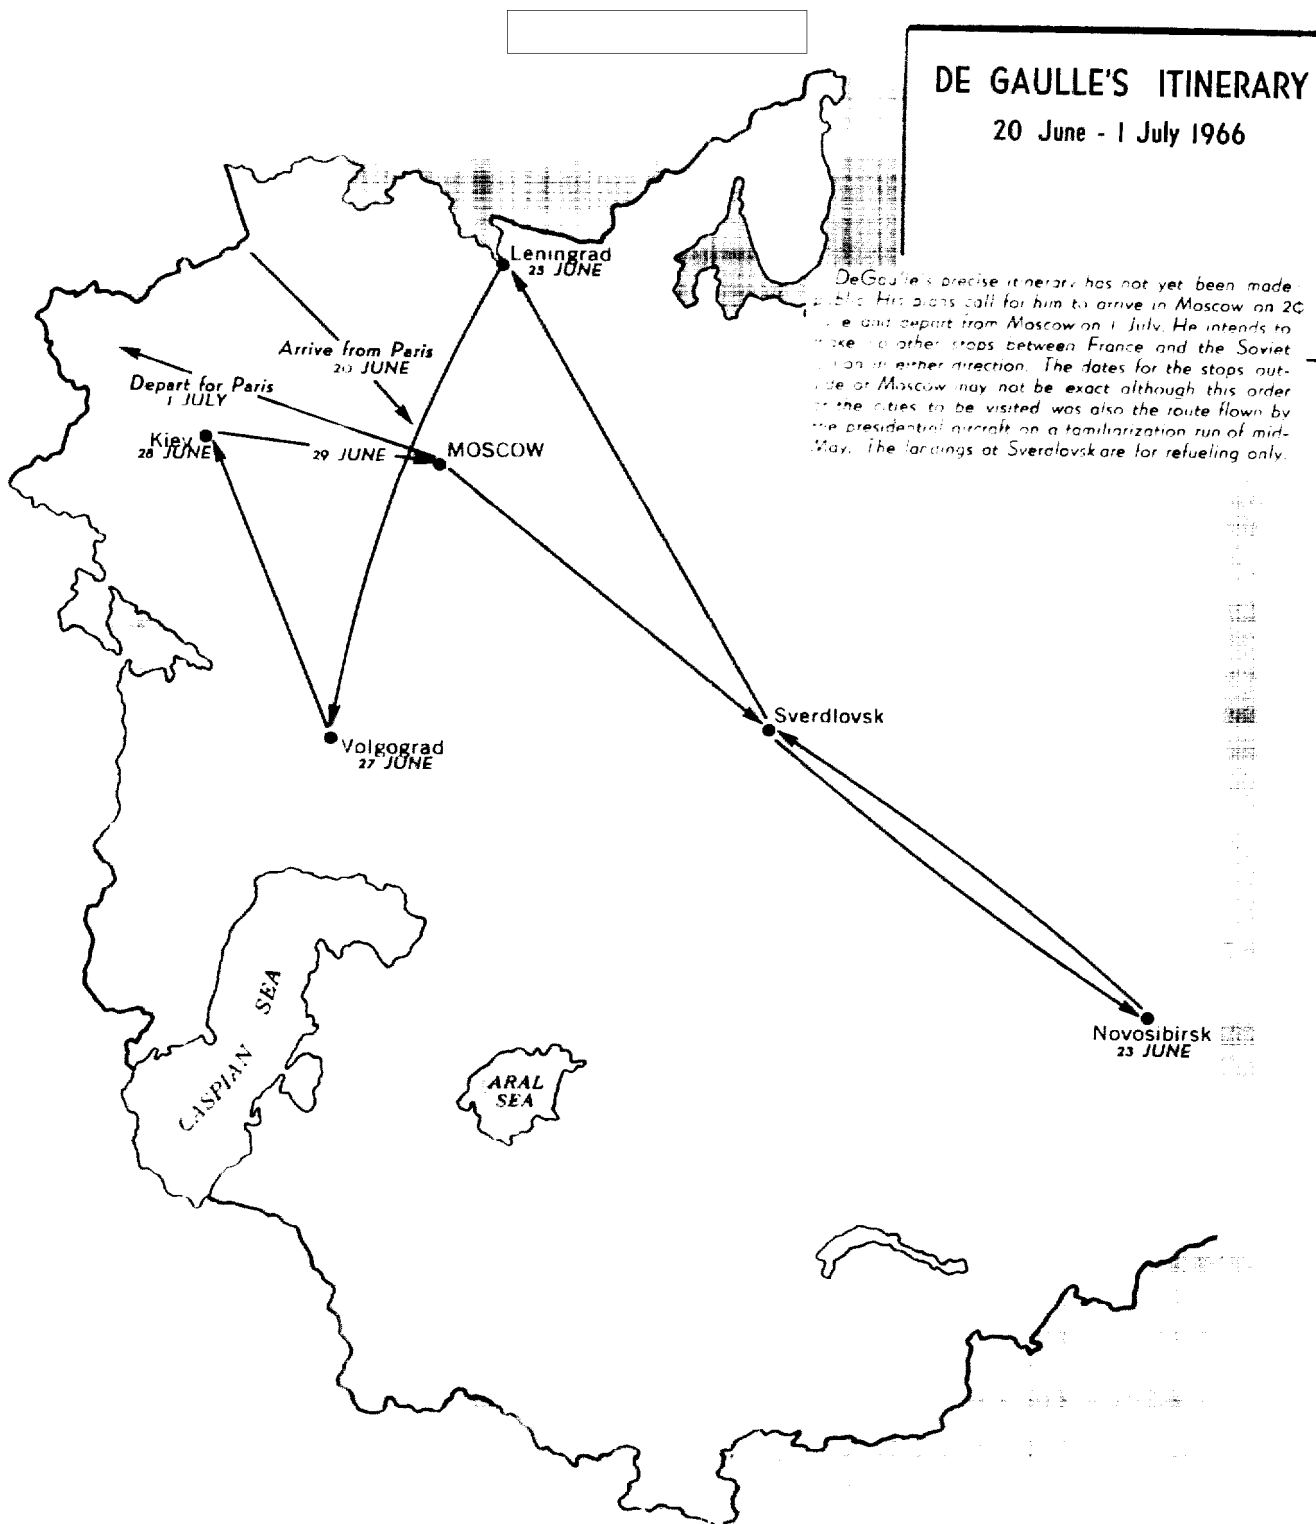 DE GAULLE'S ITINERARY
20 June - 1 July 1966
DeGaulle's precise itinerary has not yet been made
public. His plans call for him to arrive in Moscow on 20
and depart from Moscow on 1 July. He intends to
no other stops between France and the Soviet
in either direction. The dates for the stops out-
of Moscow may not be exact although this order
of the cities to be visited was also the route flown by
the presidential aircraft on a familiarization run of mid-
May. The landings at Sverdlovsk are for refueling only.
Leningrad
25 JUNE
Arrive from Paris
20 JUNE
Depart for Paris
1 JULY
Kiev
28 JUNE
29 JUNE
MOSCOW
Sverdlovsk
Volgograd
27 JUNE
Novosibirsk
23 JUNE
CASPIAN SEA
ARAL
SEA